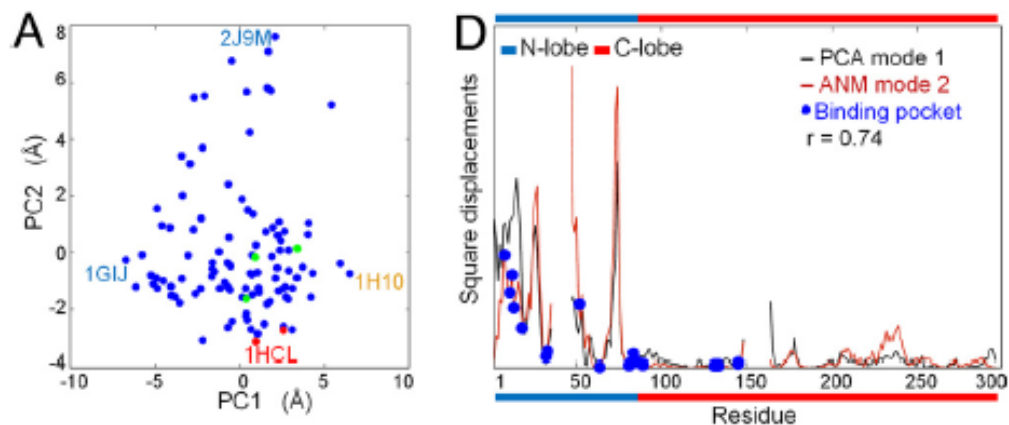 A
8
6
4
2
0
-2
-4
PC2 (Å)
2J9M
1GIJ
1H10
1HCL
-10
-5
0
5
10
PC1 (Å)
D
N-lobe
C-lobe
PCA mode 1
ANM mode 2
Binding pocket
r = 0.74
Square displacements
1
50
100
150
200
250
300
Residue